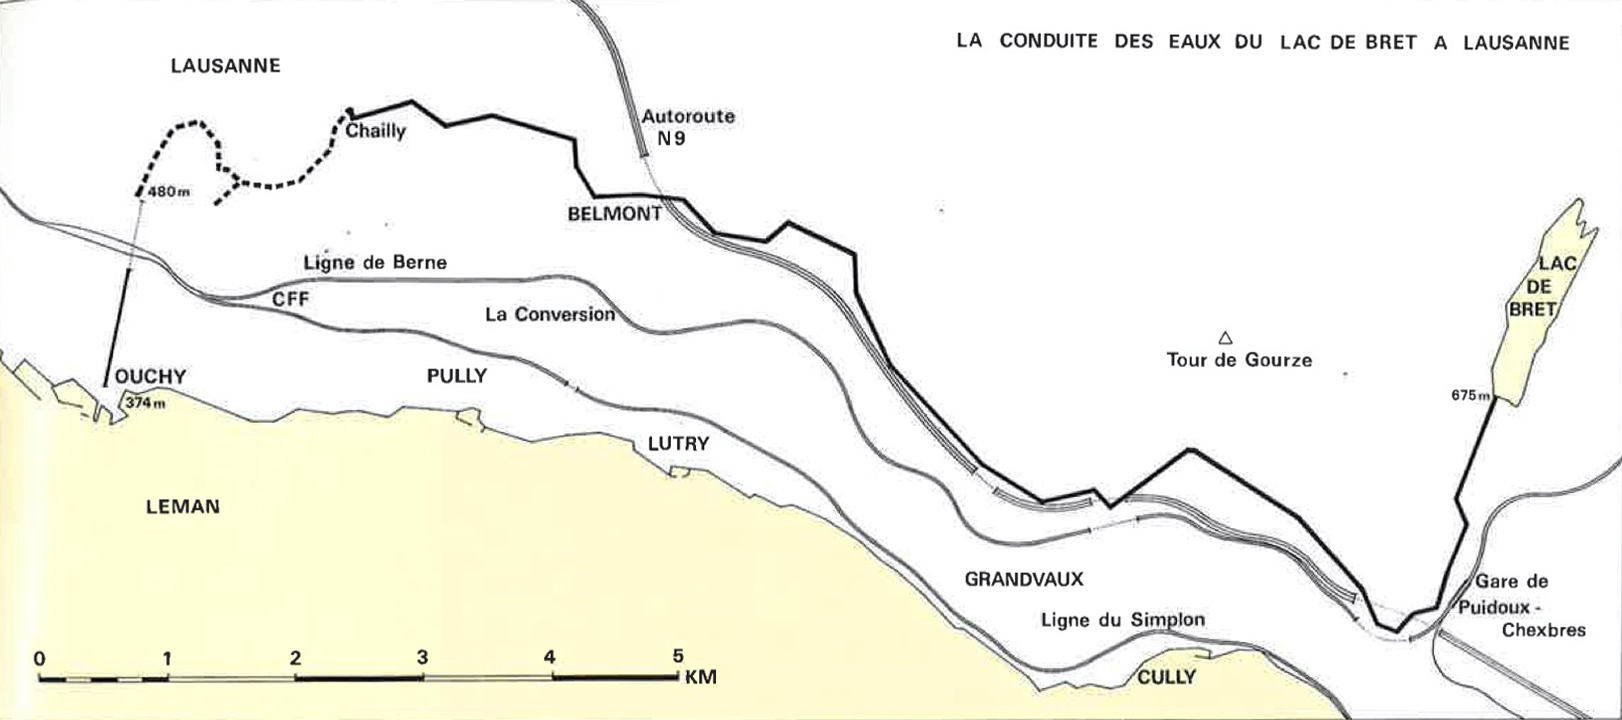 LA CONDUITE DES EAUX DU LAC DE BRET A LAUSANNE
LAUSANNE
Autoroute
N9
Chailly
480m
BELMONT
Ligne de Berne
CFF
La Conversion
LAC
DE
BRET
Tour de Gourze
OUCHY
374m
PULLY
675m
LUTRY
LEMAN
GRANDVAUX
Gare de
Puidoux-
Chexbres
Ligne du Simplon
CULLY
0 1 2 3 4 5
KM